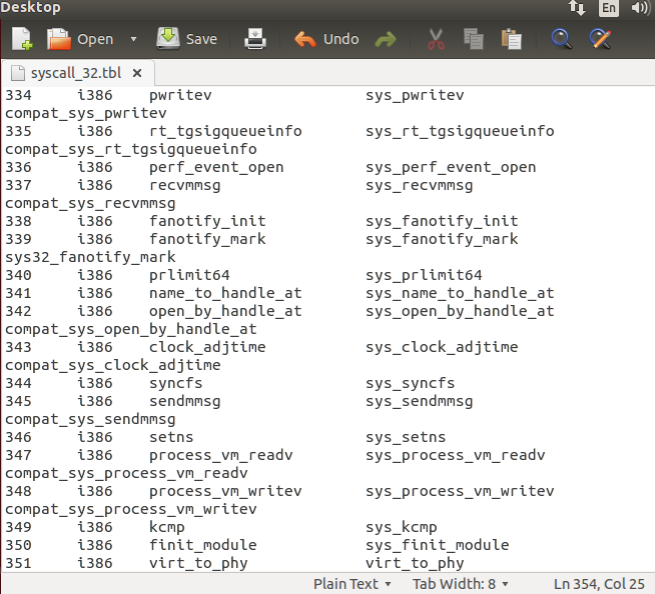 Desktop
En
Open
Save
Undo
syscall_32.tbl
334 i386 pwritev sys_pwritev
compat_sys_pwritev
335 i386 rt_tgsigqueueinfo sys_rt_tgsigqueueinfo
compat_sys_rt_tgsigqueueinfo
336 i386 perf_event_open sys_perf_event_open
337 i386 recvmmsg sys_recvmmsg
compat_sys_recvmmsg
338 i386 fanotify_init sys_fanotify_init
339 i386 fanotify_mark sys_fanotify_mark
sys32_fanotify_mark
340 i386 prlimit64 sys_prlimit64
341 i386 name_to_handle_at sys_name_to_handle_at
342 i386 open_by_handle_at sys_open_by_handle_at
compat_sys_open_by_handle_at
343 i386 clock_adjtime sys_clock_adjtime
compat_sys_clock_adjtime
344 i386 syncfs sys_syncfs
345 i386 sendmmsg sys_sendmmsg
compat_sys_sendmmsg
346 i386 setns sys_setns
347 i386 process_vm_readv sys_process_vm_readv
compat_sys_process_vm_readv
348 i386 process_vm_writev sys_process_vm_writev
compat_sys_process_vm_writev
349 i386 kcmp sys_kcmp
350 i386 finit_module sys_finit_module
351 i386 virt_to_phy sys_virt_to_phy
Plain Text Tab Width: 8 Ln 354, Col 25